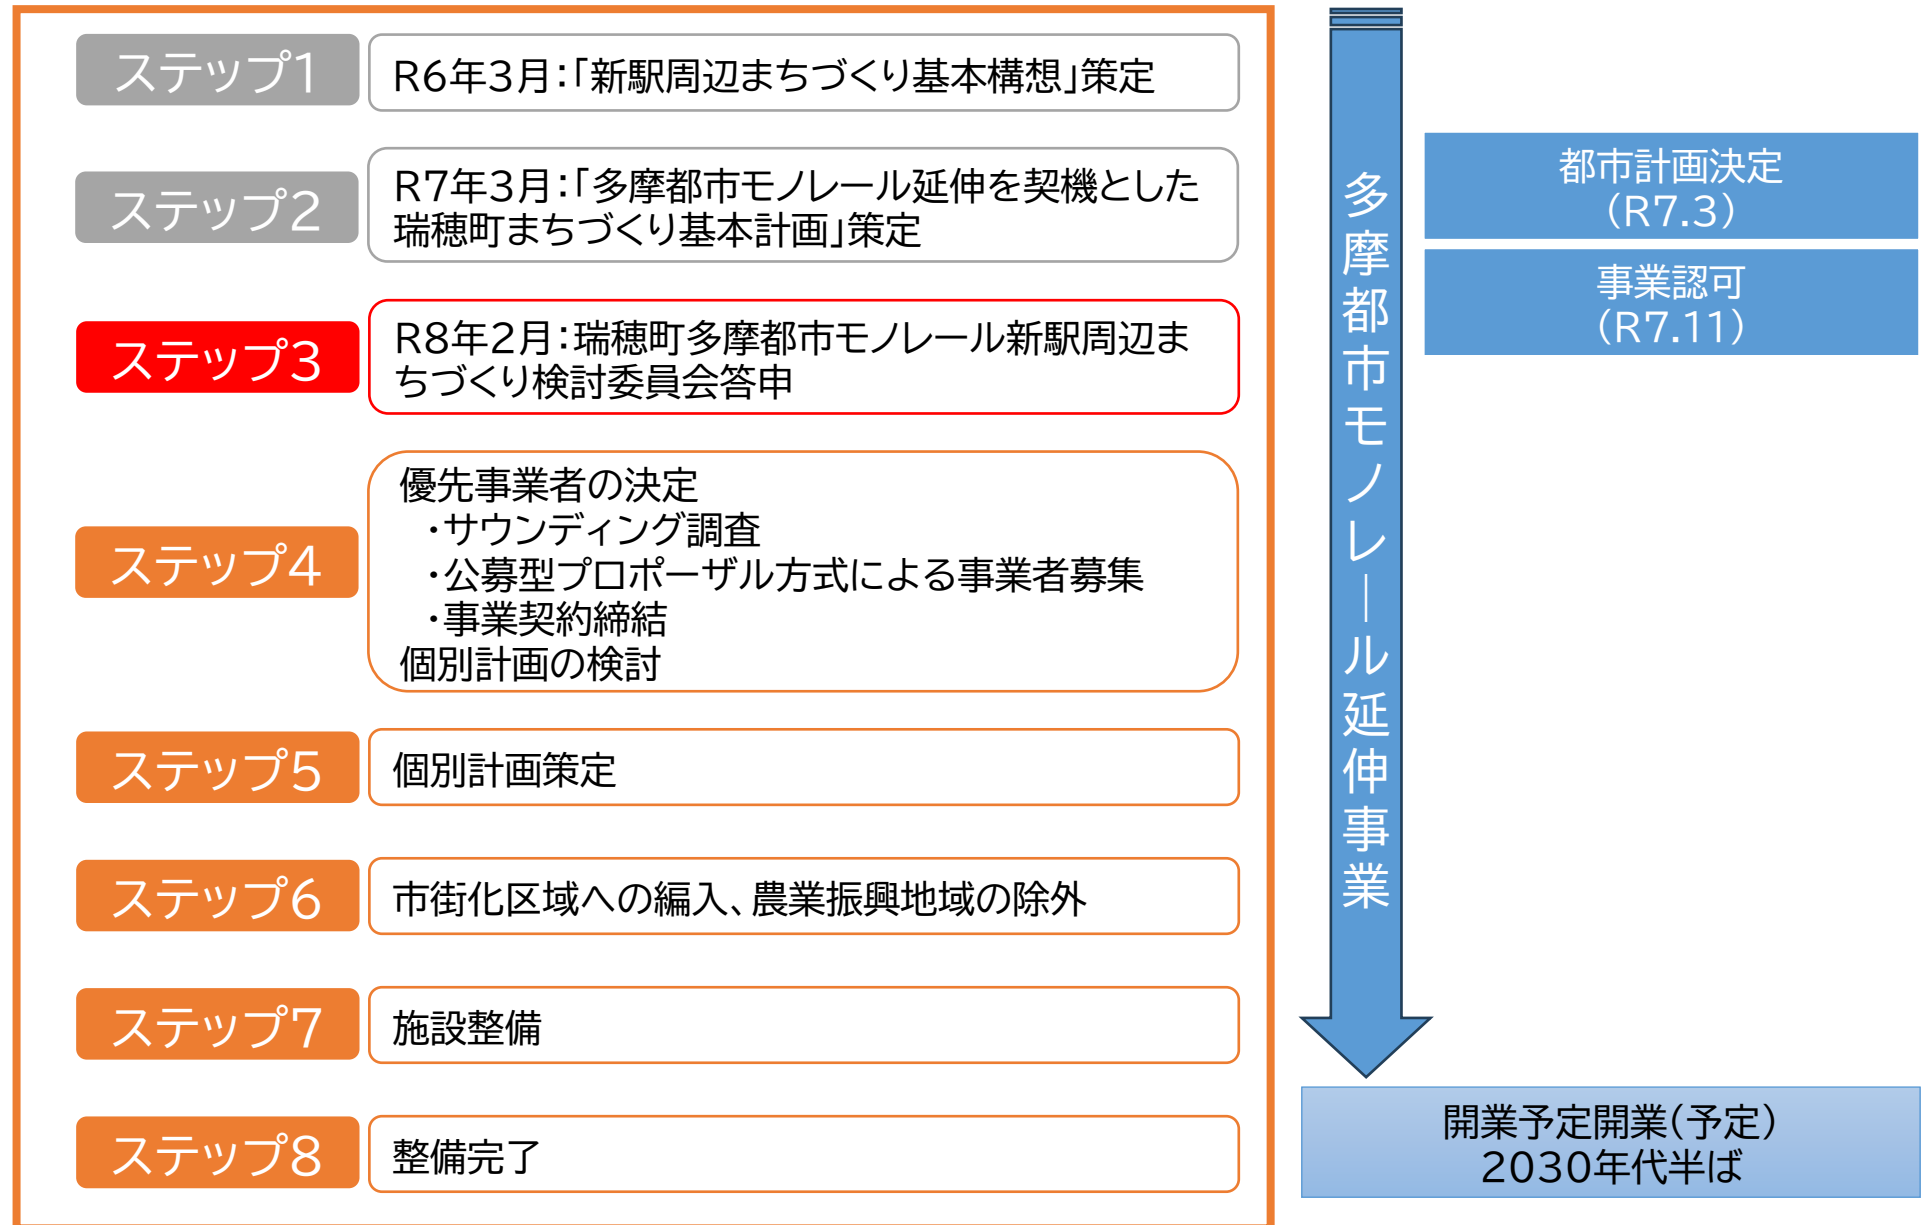 ステップ1
R6年3月：「新駅周辺まちづくり基本構想」策定
ステップ2
R7年3月：「多摩都市モノレール延伸を契機とした
瑞穂町まちづくり基本計画」策定
ステップ3
R8年2月：瑞穂町多摩都市モノレール新駅周辺ま
ちづくり検討委員会答申
ステップ4
優先事業者の決定
・サウンディング調査
・公募型プロポーザル方式による事業者募集
・事業契約締結
個別計画の検討
ステップ5
個別計画策定
ステップ6
市街化区域への編入、農業振興地域の除外
ステップ7
施設整備
ステップ8
整備完了
多摩都市モノレール延伸事業
都市計画決定
（R7.3）
事業認可
（R7.11）
開業予定開業（予定）
2030年代半ば